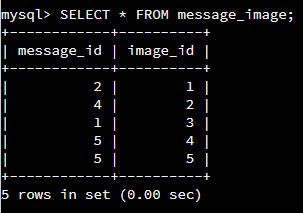 mysql> SELECT * FROM message_image;
+------------+----------+
| message_id | image_id |
+------------+----------+
|          2 |        1 |
|          4 |        2 |
|          1 |        3 |
|          5 |        4 |
|          5 |        5 |
+------------+----------+
5 rows in set (0.00 sec)